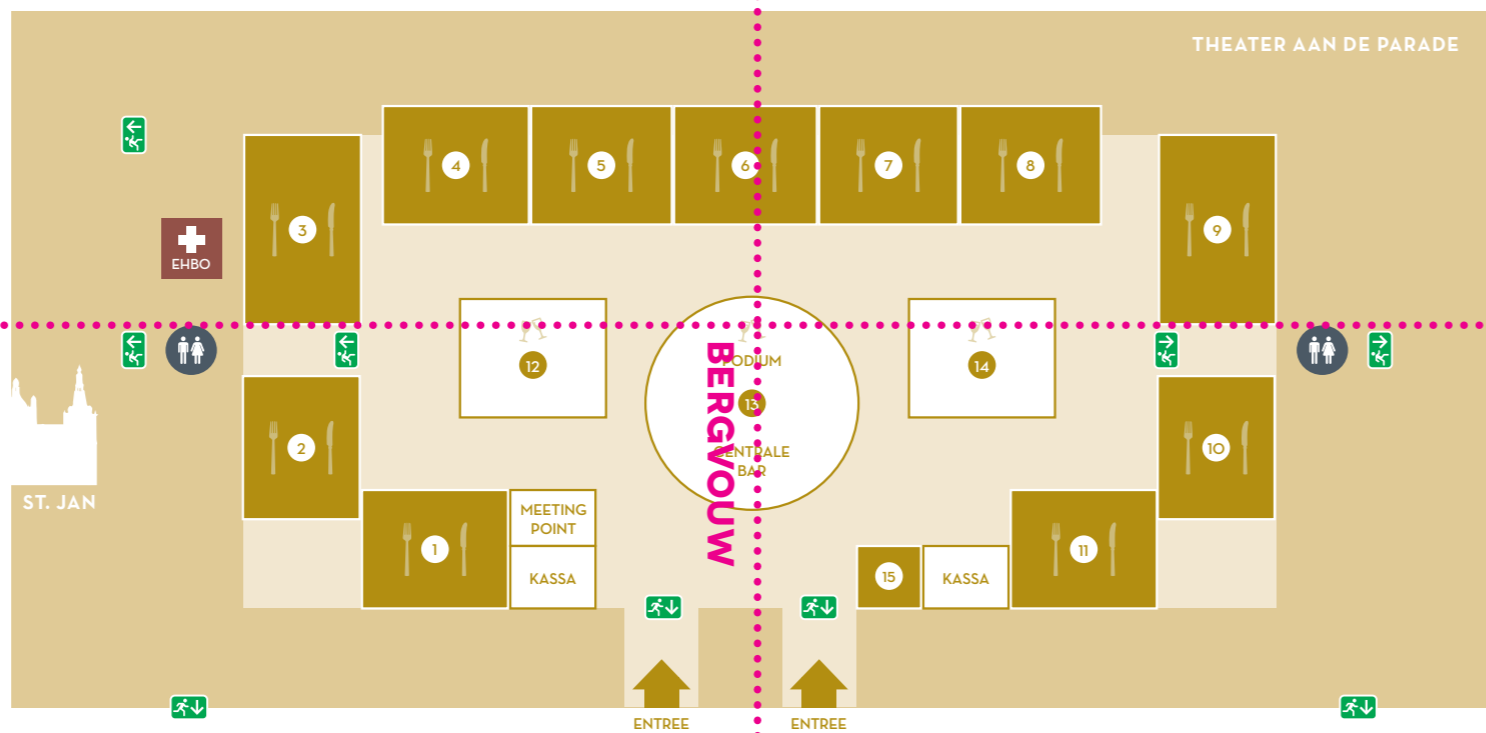 THEATER AAN DE PARADE
4
5
6
7
8
3
9
EHBO
12
PODIUM
14
13
BERGVOUW
2
CENTRALE
BAR
10
ST. JAN
MEETING
POINT
1
11
KASSA
15
KASSA
ENTREE
ENTREE